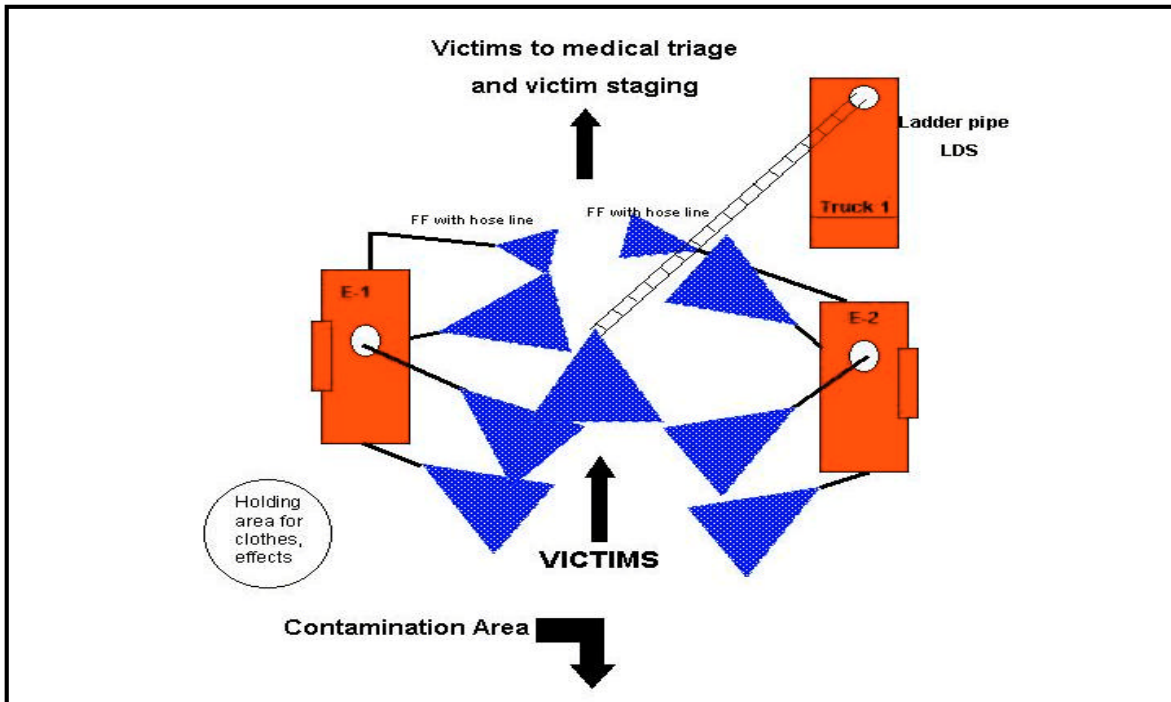 Victims to medical triage
and victim staging
Ladder pipe
LDS
Truck 1
FF with hose line
FF with hose line
E-1
E-2
Holding
area for
clothes,
effects
VICTIMS
Contamination Area